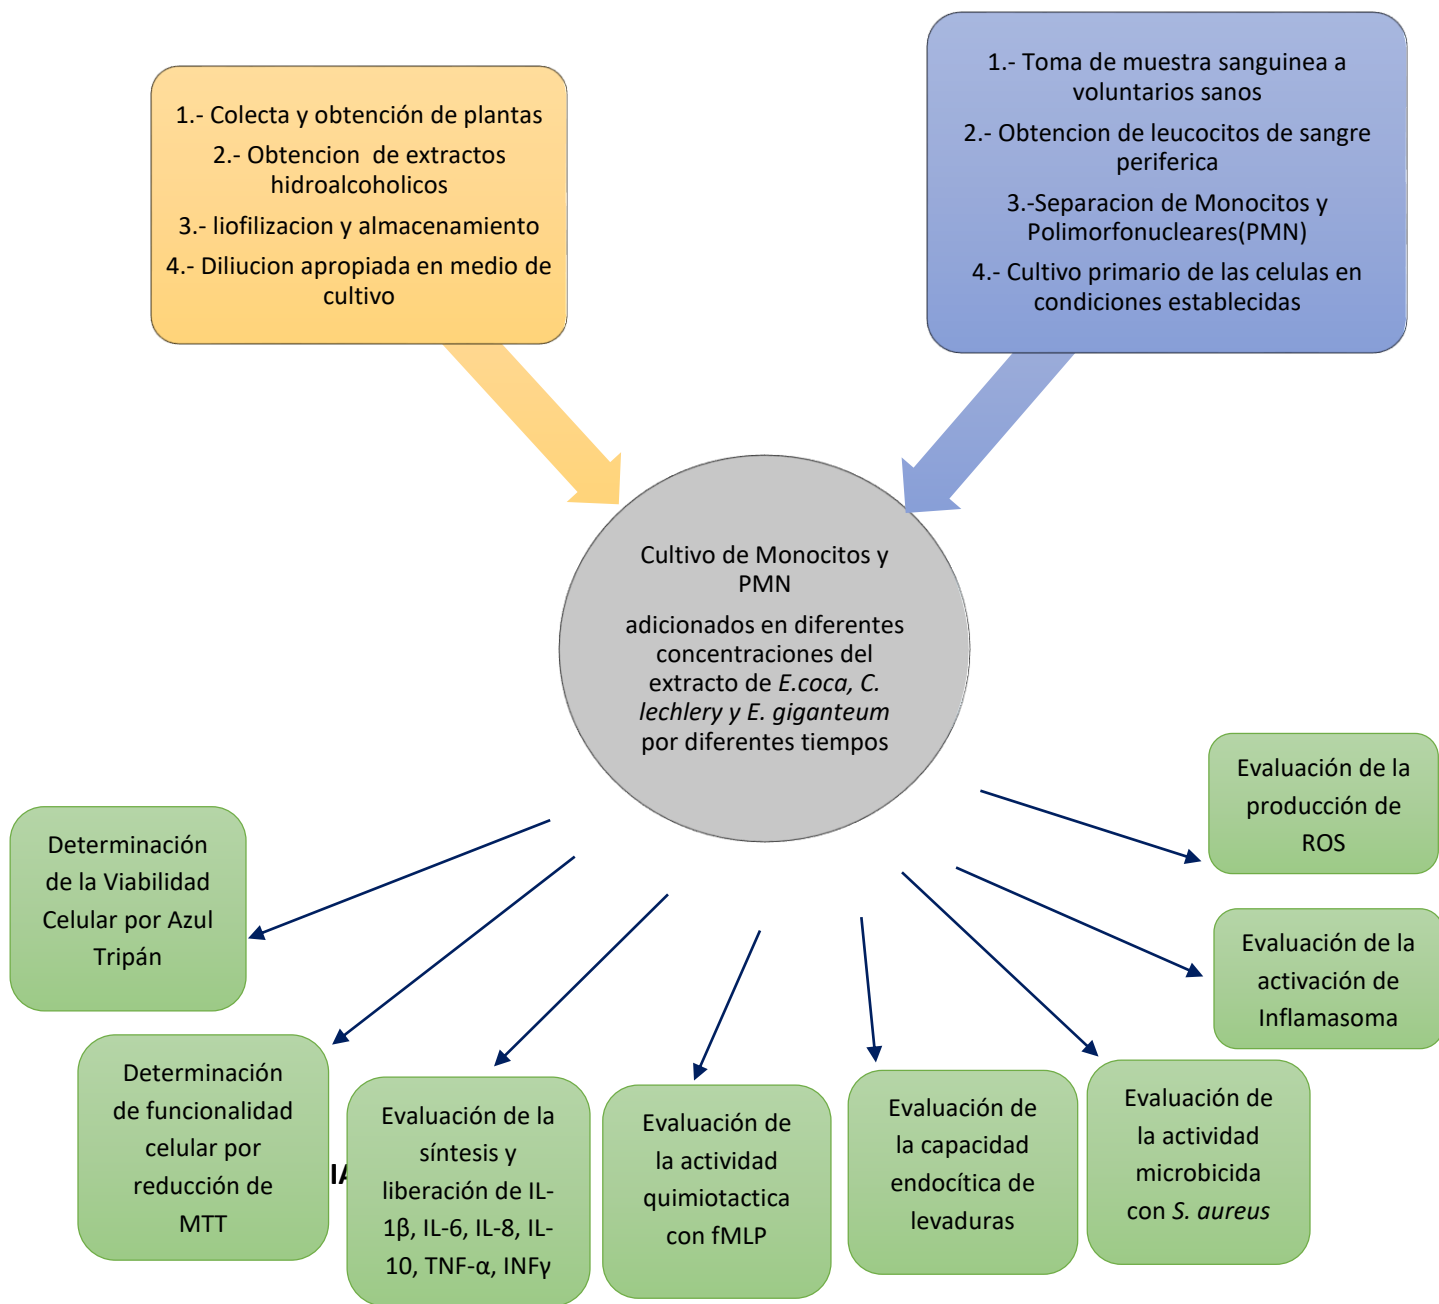 1.- Colecta y obtención de plantas
2.- Obtencion de extractos
hidroalcoholicos
3.- liofilizacion y almacenamiento
4.- Diliucion apropiada en medio de
cultivo
1.- Toma de muestra sanguinea a
voluntarios sanos
2.- Obtencion de leucocitos de sangre
periferica
3.-Separacion de Monocitos y
Polimorfonucleares(PMN)
4.- Cultivo primario de las celulas en
condiciones establecidas
Cultivo de Monocitos y
PMN
adicionados en diferentes
concentraciones del
extracto de E.coca, C.
lechlery y E. giganteum
por diferentes tiempos
Determinación
de la Viabilidad
Celular por Azul
Tripán
Determinación
de funcionalidad
celular por
reducción de
MTT
Evaluación de la
síntesis y
liberación de IL-
1β, IL-6, IL-8, IL-
10, TNF-α, INFγ
Evaluación de
la actividad
quimiotactica
con fMLP
Evaluación de
la capacidad
endocítica de
levaduras
Evaluación de
la actividad
microbicida
con S. aureus
Evaluación de la
activación de
Inflamasoma
Evaluación de la
producción de
ROS